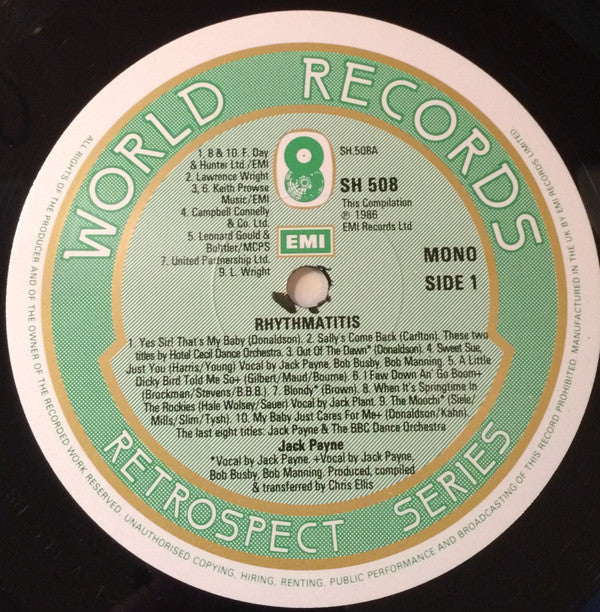 WORLD RECORDS
1, 8 & 10. F. Day
& Hunter Ltd./EMI
2. Lawrence Wright
3, 6. Keith Prowse
Music/EMI
4. Campbell Connelly
& Co. Ltd.
5. Leonard Gould &
Bolttler/MCPS
7. United Partnership Ltd.
9. L. Wright
8
EMI
SH.508A
SH 508
This Compilation
℗ 1986
EMI Records Ltd
MONO
SIDE 1
RHYTHMATITIS
1. Yes Sir! That's My Baby (Donaldson). 2. Sally's Come Back (Carlton). These two
titles by Hotel Cecil Dance Orchestra. 3. Out Of The Dawn* (Donaldson). 4. Sweet Sue,
Just You (Harris/Young) Vocal by Jack Payne, Bob Busby, Bob Manning. 5. A Little
Dicky Bird Told Me So+ (Gilbert/Maud/Bourne). 6. I Faw Down An' Go Boom+
(Brockman/Stevens/B.B.B.). 7. Blondy* (Brown). 8. When It's Springtime In
The Rockies (Hale Wolsey/Sauer) Vocal by Jack Plant. 9. The Mooch* (Siele/
Mills/Slim/Tysh). 10. My Baby Just Cares For Me+ (Donaldson/Kahn).
The last eight titles: Jack Payne & The BBC Dance Orchestra
Jack Payne
*Vocal by Jack Payne. +Vocal by Jack Payne,
Bob Busby, Bob Manning. Produced, compiled
& transferred by Chris Ellis
RETROSPECT SERIES
ALL RIGHTS OF THE PRODUCER AND OF THE OWNER OF THE RECORDED WORK RESERVED. UNAUTHORISED COPYING, HIRING, RENTING, PUBLIC PERFORMANCE AND BROADCASTING OF THIS RECORD PROHIBITED. MANUFACTURED IN THE UK BY EMI RECORDS LIMITED